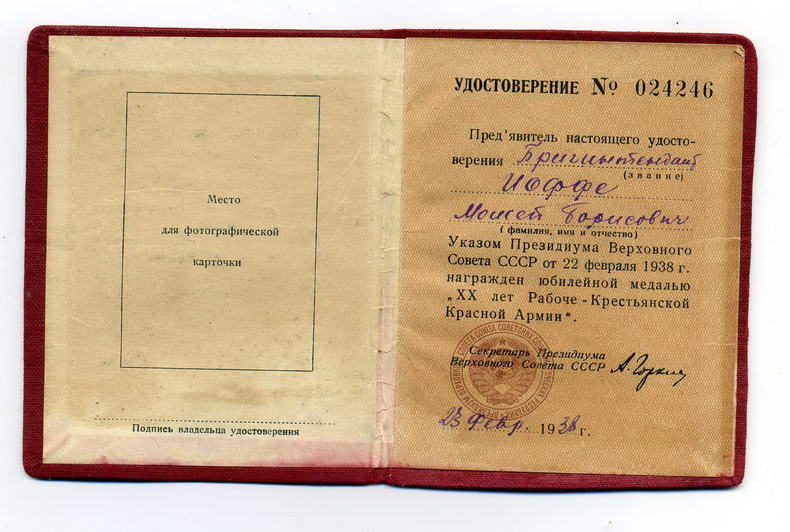 Место
для фотографической
карточки
Подпись владельца удостоверения
УДОСТОВЕРЕНИЕ № 024246
Пред'явитель настоящего удосто-
верения Бригинтендант
(звание)
Иоффе
Моисей Борисович
(фамилия, имя и отчество)
Указом Президиума Верховного
Совета СССР от 22 февраля 1938 г.
награжден юбилейной медалью
„XX лет Рабоче-Крестьянской
Красной Армии“.
Секретарь Президиума
Верховного Совета СССР А. Горкин
23 Февр. 1938 г.